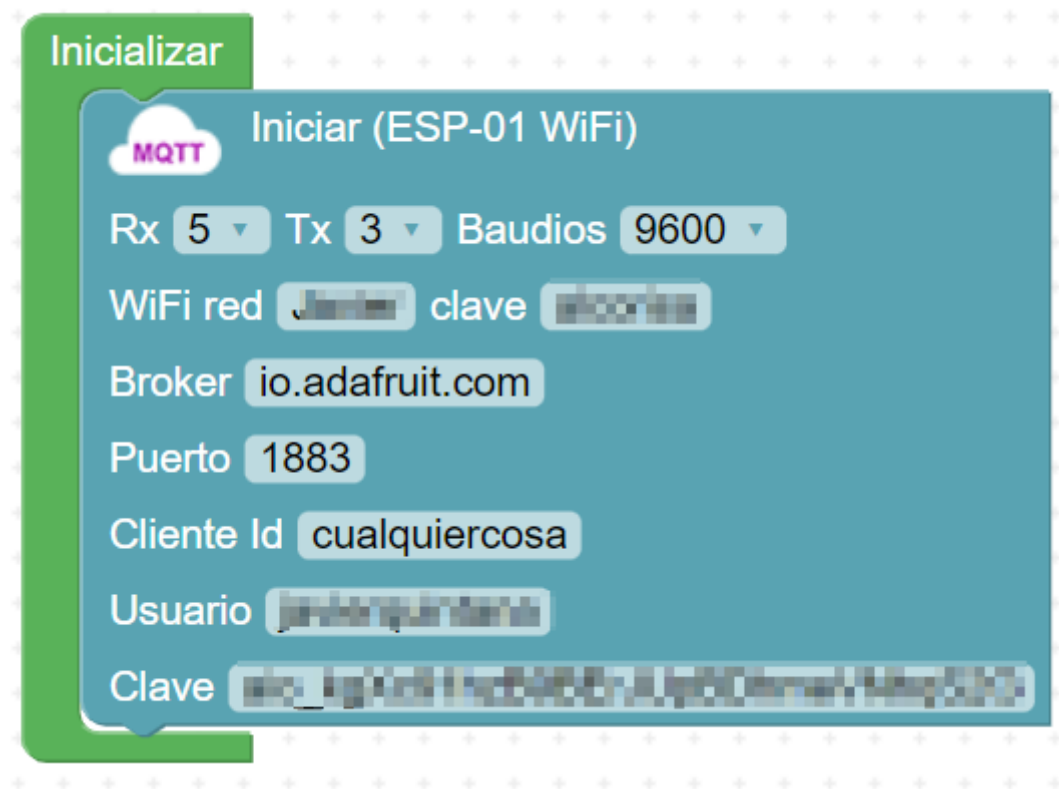 Inicializar
MQTT Iniciar (ESP-01 WiFi)
Rx 5 Tx 3 Baudios 9600
WiFi red clave
Broker io.adafruit.com
Puerto 1883
Cliente Id cualquiercosa
Usuario
Clave